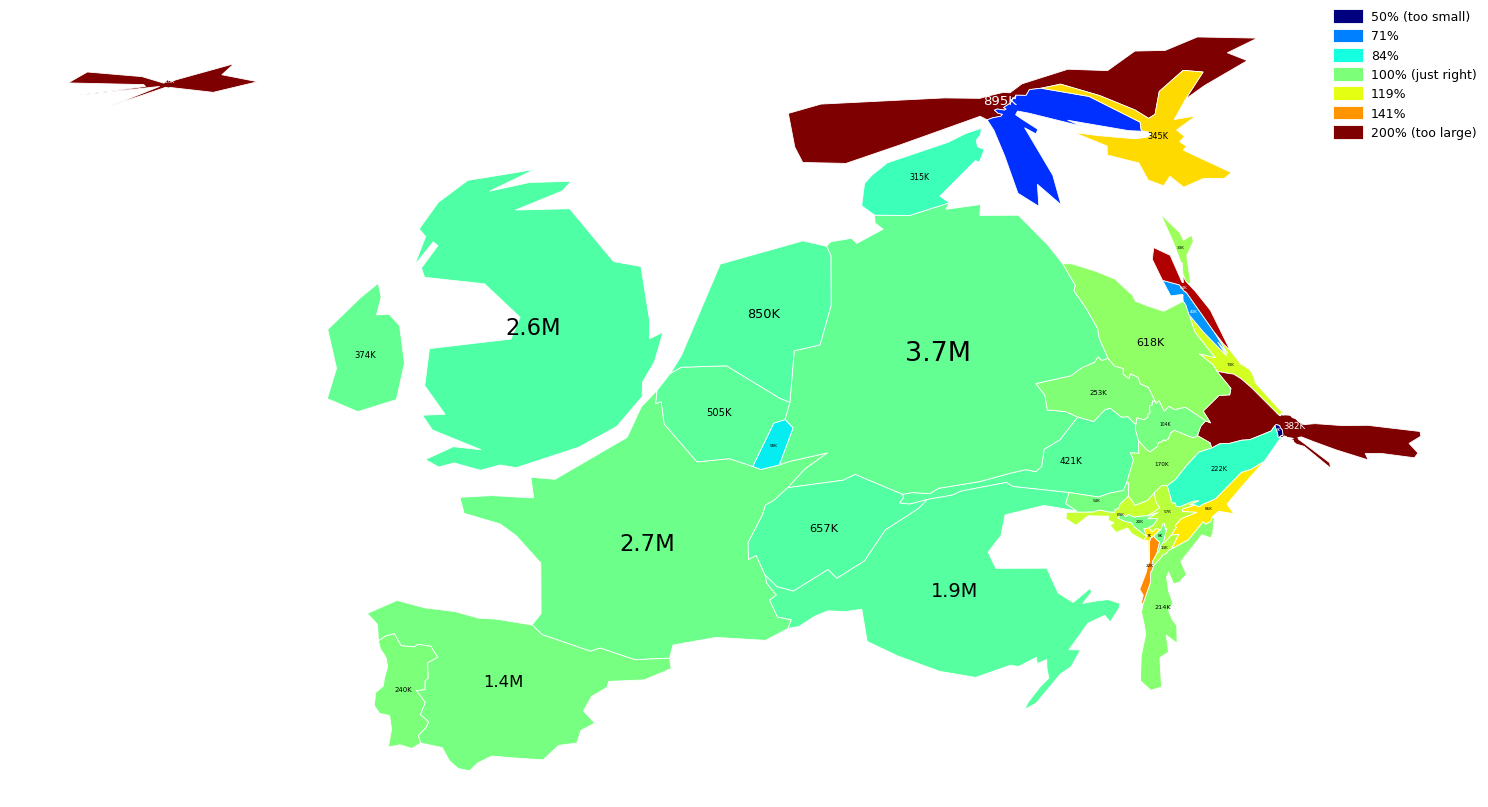 50% (too small)
71%
84%
100% (just right)
119%
141%
200% (too large)
895K
345K
315K
2.6M
850K
374K
3.7M
618K
253K
505K
104K
382K
421K
170K
222K
657K
2.7M
1.9M
214K
1.4M
240K